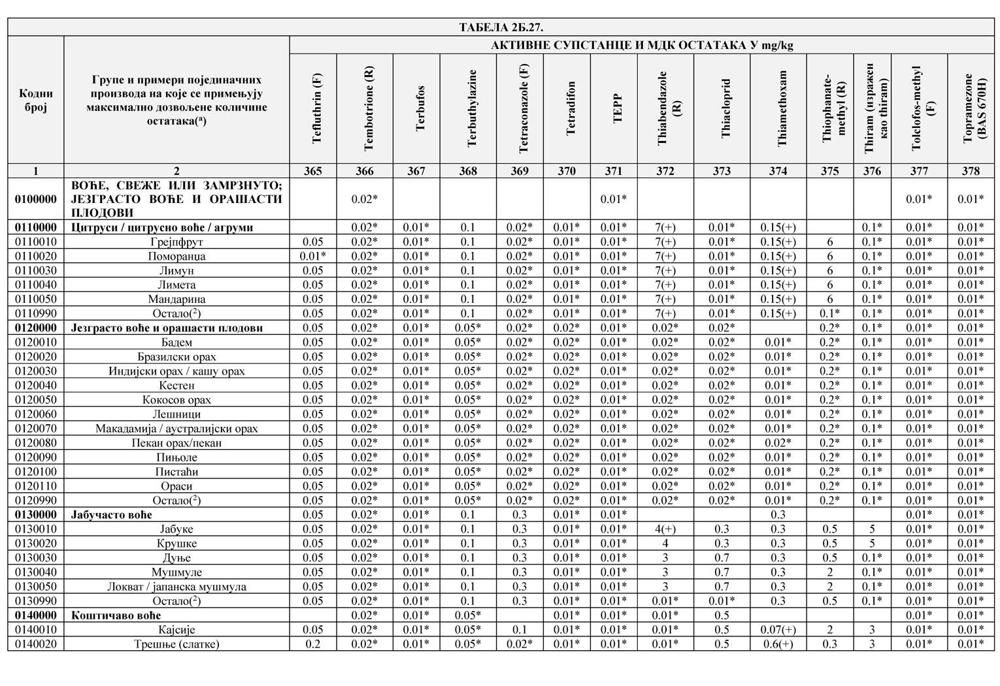 ТАБЕЛА 2Б.27.
АКТИВНЕ СУПСТАНЦЕ И МДК ОСТАТАКА У mg/kg
Кодни
број
Групе и примери појединачних
производа на које се примењују
максимално дозвољене количине
остатака(ᵃ)
Tefluthrin (F)
Tembotrione (R)
Terbufos
Terbuthylazine
Tetraconazole (F)
Tetradifon
TEPP
Thiabendazole
(R)
Thiacloprid
Thiamethoxam
Thiophanate-
methyl (R)
Thiram (изражен
као thiram)
Tolclofos-methyl
(F)
Topramezone
(BAS 670H)
1 2 365 366 367 368 369 370 371 372 373 374 375 376 377 378
ВОЋЕ, СВЕЖЕ ИЛИ ЗАМРЗНУТО;
0100000 ЈЕЗГРАСТО ВОЋЕ И ОРАШАСТИ 0.02* 0.01* 0.01* 0.01*
ПЛОДОВИ
0110000 Цитруси / цитрусно воће / агруми 0.02* 0.01* 0.1 0.02* 0.01* 0.01* 7(+) 0.01* 0.15(+) 0.1* 0.01* 0.01*
0110010 Грејпфрут 0.05 0.02* 0.01* 0.1 0.02* 0.01* 0.01* 7(+) 0.01* 0.15(+) 6 0.1* 0.01* 0.01*
0110020 Поморанџа 0.01* 0.02* 0.01* 0.1 0.02* 0.01* 0.01* 7(+) 0.01* 0.15(+) 6 0.1* 0.01* 0.01*
0110030 Лимун 0.05 0.02* 0.01* 0.1 0.02* 0.01* 0.01* 7(+) 0.01* 0.15(+) 6 0.1* 0.01* 0.01*
0110040 Лимета 0.05 0.02* 0.01* 0.1 0.02* 0.01* 0.01* 7(+) 0.01* 0.15(+) 6 0.1* 0.01* 0.01*
0110050 Мандарина 0.05 0.02* 0.01* 0.1 0.02* 0.01* 0.01* 7(+) 0.01* 0.15(+) 6 0.1* 0.01* 0.01*
0110990 Остало(²) 0.05 0.02* 0.01* 0.1 0.02* 0.01* 0.01* 7(+) 0.01* 0.15(+) 0.1* 0.1* 0.01* 0.01*
0120000 Језграсто воће и орашасти плодови 0.05 0.02* 0.01* 0.05* 0.02* 0.02* 0.01* 0.02* 0.02* 0.2* 0.1* 0.01* 0.01*
0120010 Бадем 0.05 0.02* 0.01* 0.05* 0.02* 0.02* 0.01* 0.02* 0.02* 0.01* 0.2* 0.1* 0.01* 0.01*
0120020 Бразилски орах 0.05 0.02* 0.01* 0.05* 0.02* 0.02* 0.01* 0.02* 0.02* 0.01* 0.2* 0.1* 0.01* 0.01*
0120030 Индијски орах / кашу орах 0.05 0.02* 0.01* 0.05* 0.02* 0.02* 0.01* 0.02* 0.02* 0.01* 0.2* 0.1* 0.01* 0.01*
0120040 Кестен 0.05 0.02* 0.01* 0.05* 0.02* 0.02* 0.01* 0.02* 0.02* 0.01* 0.2* 0.1* 0.01* 0.01*
0120050 Кокосов орах 0.05 0.02* 0.01* 0.05* 0.02* 0.02* 0.01* 0.02* 0.02* 0.01* 0.2* 0.1* 0.01* 0.01*
0120060 Лешници 0.05 0.02* 0.01* 0.05* 0.02* 0.02* 0.01* 0.02* 0.02* 0.01* 0.2* 0.1* 0.01* 0.01*
0120070 Макадамија / аустралијски орах 0.05 0.02* 0.01* 0.05* 0.02* 0.02* 0.01* 0.02* 0.02* 0.01* 0.2* 0.1* 0.01* 0.01*
0120080 Пекан орах/пекан 0.05 0.02* 0.01* 0.05* 0.02* 0.02* 0.01* 0.02* 0.02* 0.02* 0.2* 0.1* 0.01* 0.01*
0120090 Пињоле 0.05 0.02* 0.01* 0.05* 0.02* 0.02* 0.01* 0.02* 0.02* 0.01* 0.2* 0.1* 0.01* 0.01*
0120100 Пистаћи 0.05 0.02* 0.01* 0.05* 0.02* 0.02* 0.01* 0.02* 0.02* 0.01* 0.2* 0.1* 0.01* 0.01*
0120110 Ораси 0.05 0.02* 0.01* 0.05* 0.02* 0.02* 0.01* 0.02* 0.02* 0.01* 0.2* 0.1* 0.01* 0.01*
0120990 Остало(²) 0.05 0.02* 0.01* 0.05* 0.02* 0.02* 0.01* 0.02* 0.02* 0.01* 0.2* 0.1* 0.01* 0.01*
0130000 Јабучасто воће 0.05 0.02* 0.01* 0.1 0.3 0.01* 0.01* 0.3 0.01* 0.01*
0130010 Јабуке 0.05 0.02* 0.01* 0.1 0.3 0.01* 0.01* 4(+) 0.3 0.3 0.5 5 0.01* 0.01*
0130020 Крушке 0.05 0.02* 0.01* 0.1 0.3 0.01* 0.01* 4 0.3 0.3 0.5 5 0.01* 0.01*
0130030 Дуње 0.05 0.02* 0.01* 0.1 0.3 0.01* 0.01* 3 0.7 0.3 0.5 0.1* 0.01* 0.01*
0130040 Мушмуле 0.05 0.02* 0.01* 0.1 0.3 0.01* 0.01* 3 0.7 0.3 2 0.1* 0.01* 0.01*
0130050 Локват / јапанска мушмула 0.05 0.02* 0.01* 0.1 0.3 0.01* 0.01* 3 0.7 0.3 2 0.1* 0.01* 0.01*
0130990 Остало(²) 0.05 0.02* 0.01* 0.1 0.3 0.01* 0.01* 0.01* 0.01* 0.3 0.5 0.1* 0.01* 0.01*
0140000 Коштичаво воће 0.02* 0.01* 0.05* 0.01* 0.01* 0.01* 0.5 0.01* 0.01*
0140010 Кајсије 0.05 0.02* 0.01* 0.05* 0.1 0.01* 0.01* 0.01* 0.5 0.07(+) 2 3 0.01* 0.01*
0140020 Трешње (слатке) 0.2 0.02* 0.01* 0.05* 0.02* 0.01* 0.01* 0.01* 0.5 0.6(+) 0.3 3 0.01* 0.01*